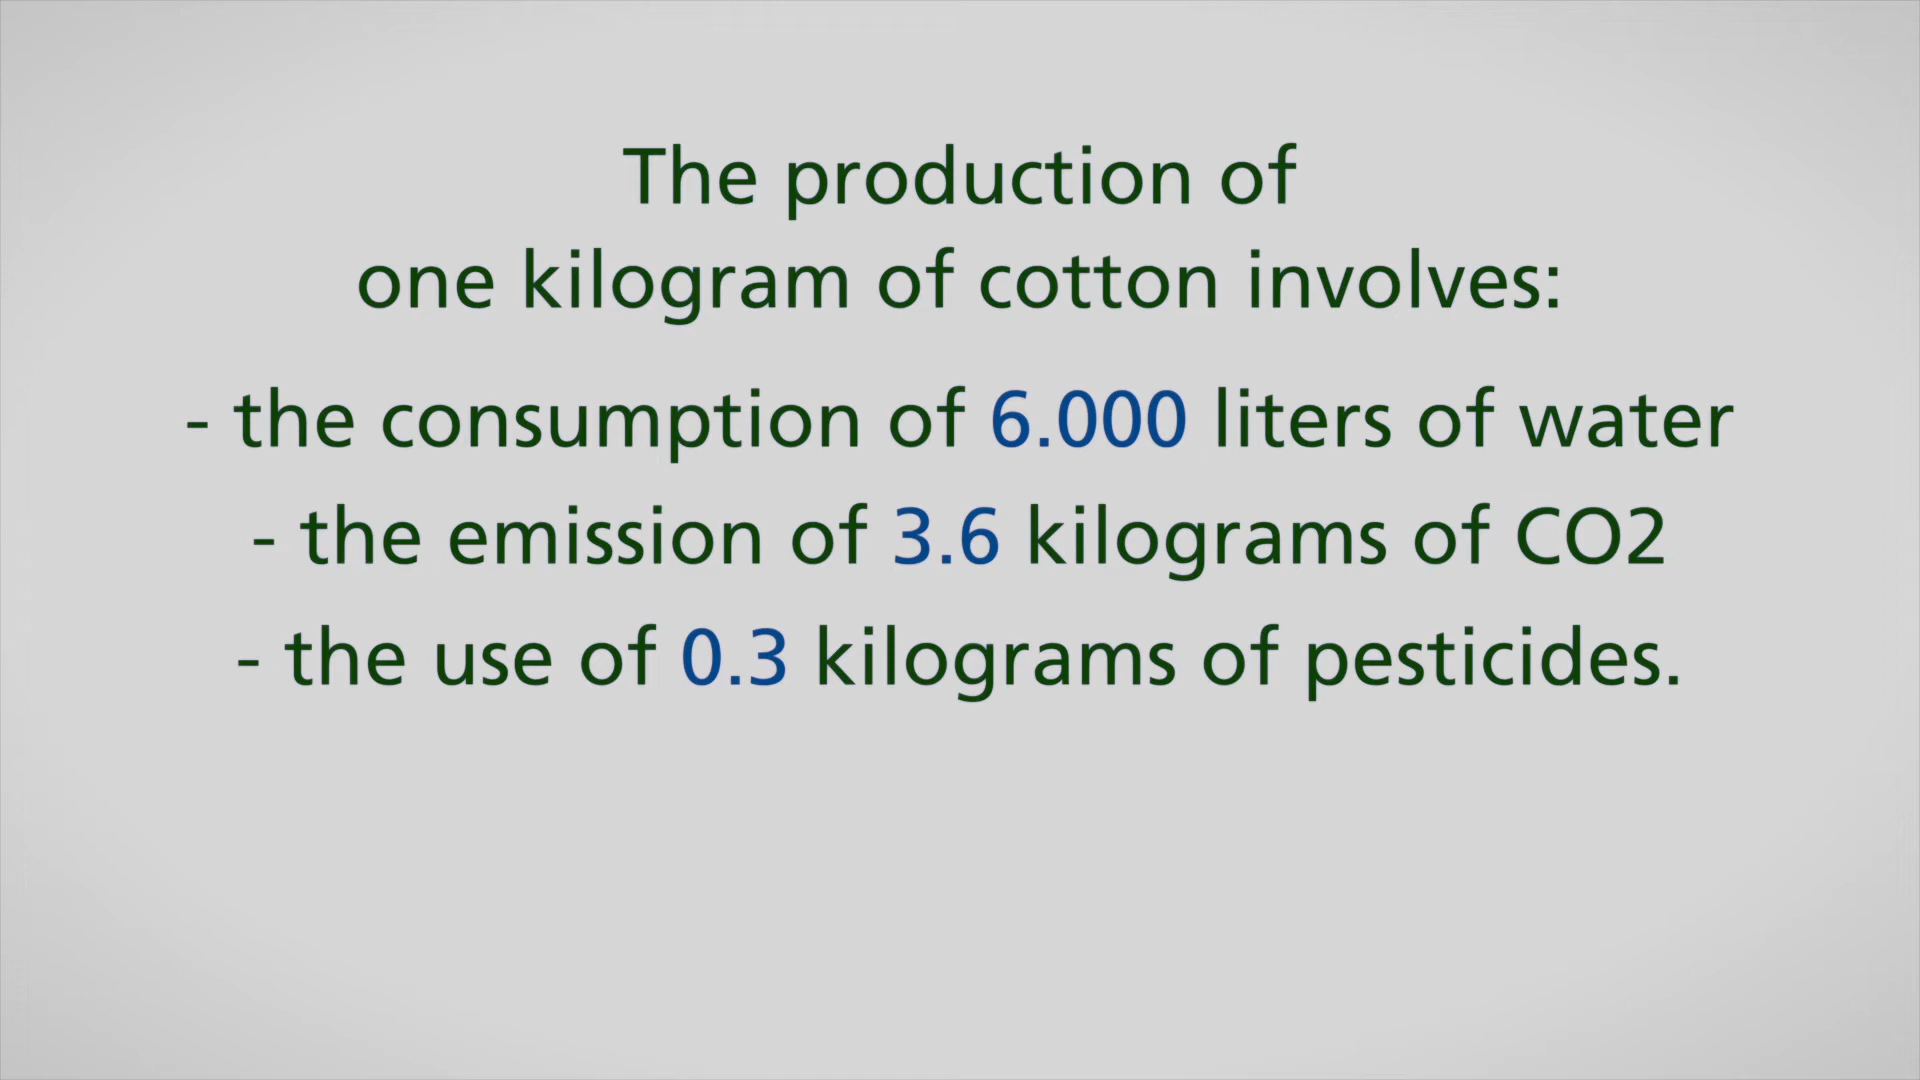 The production of
one kilogram of cotton involves:
- the consumption of 6.000 liters of water
- the emission of 3.6 kilograms of CO2
- the use of 0.3 kilograms of pesticides.